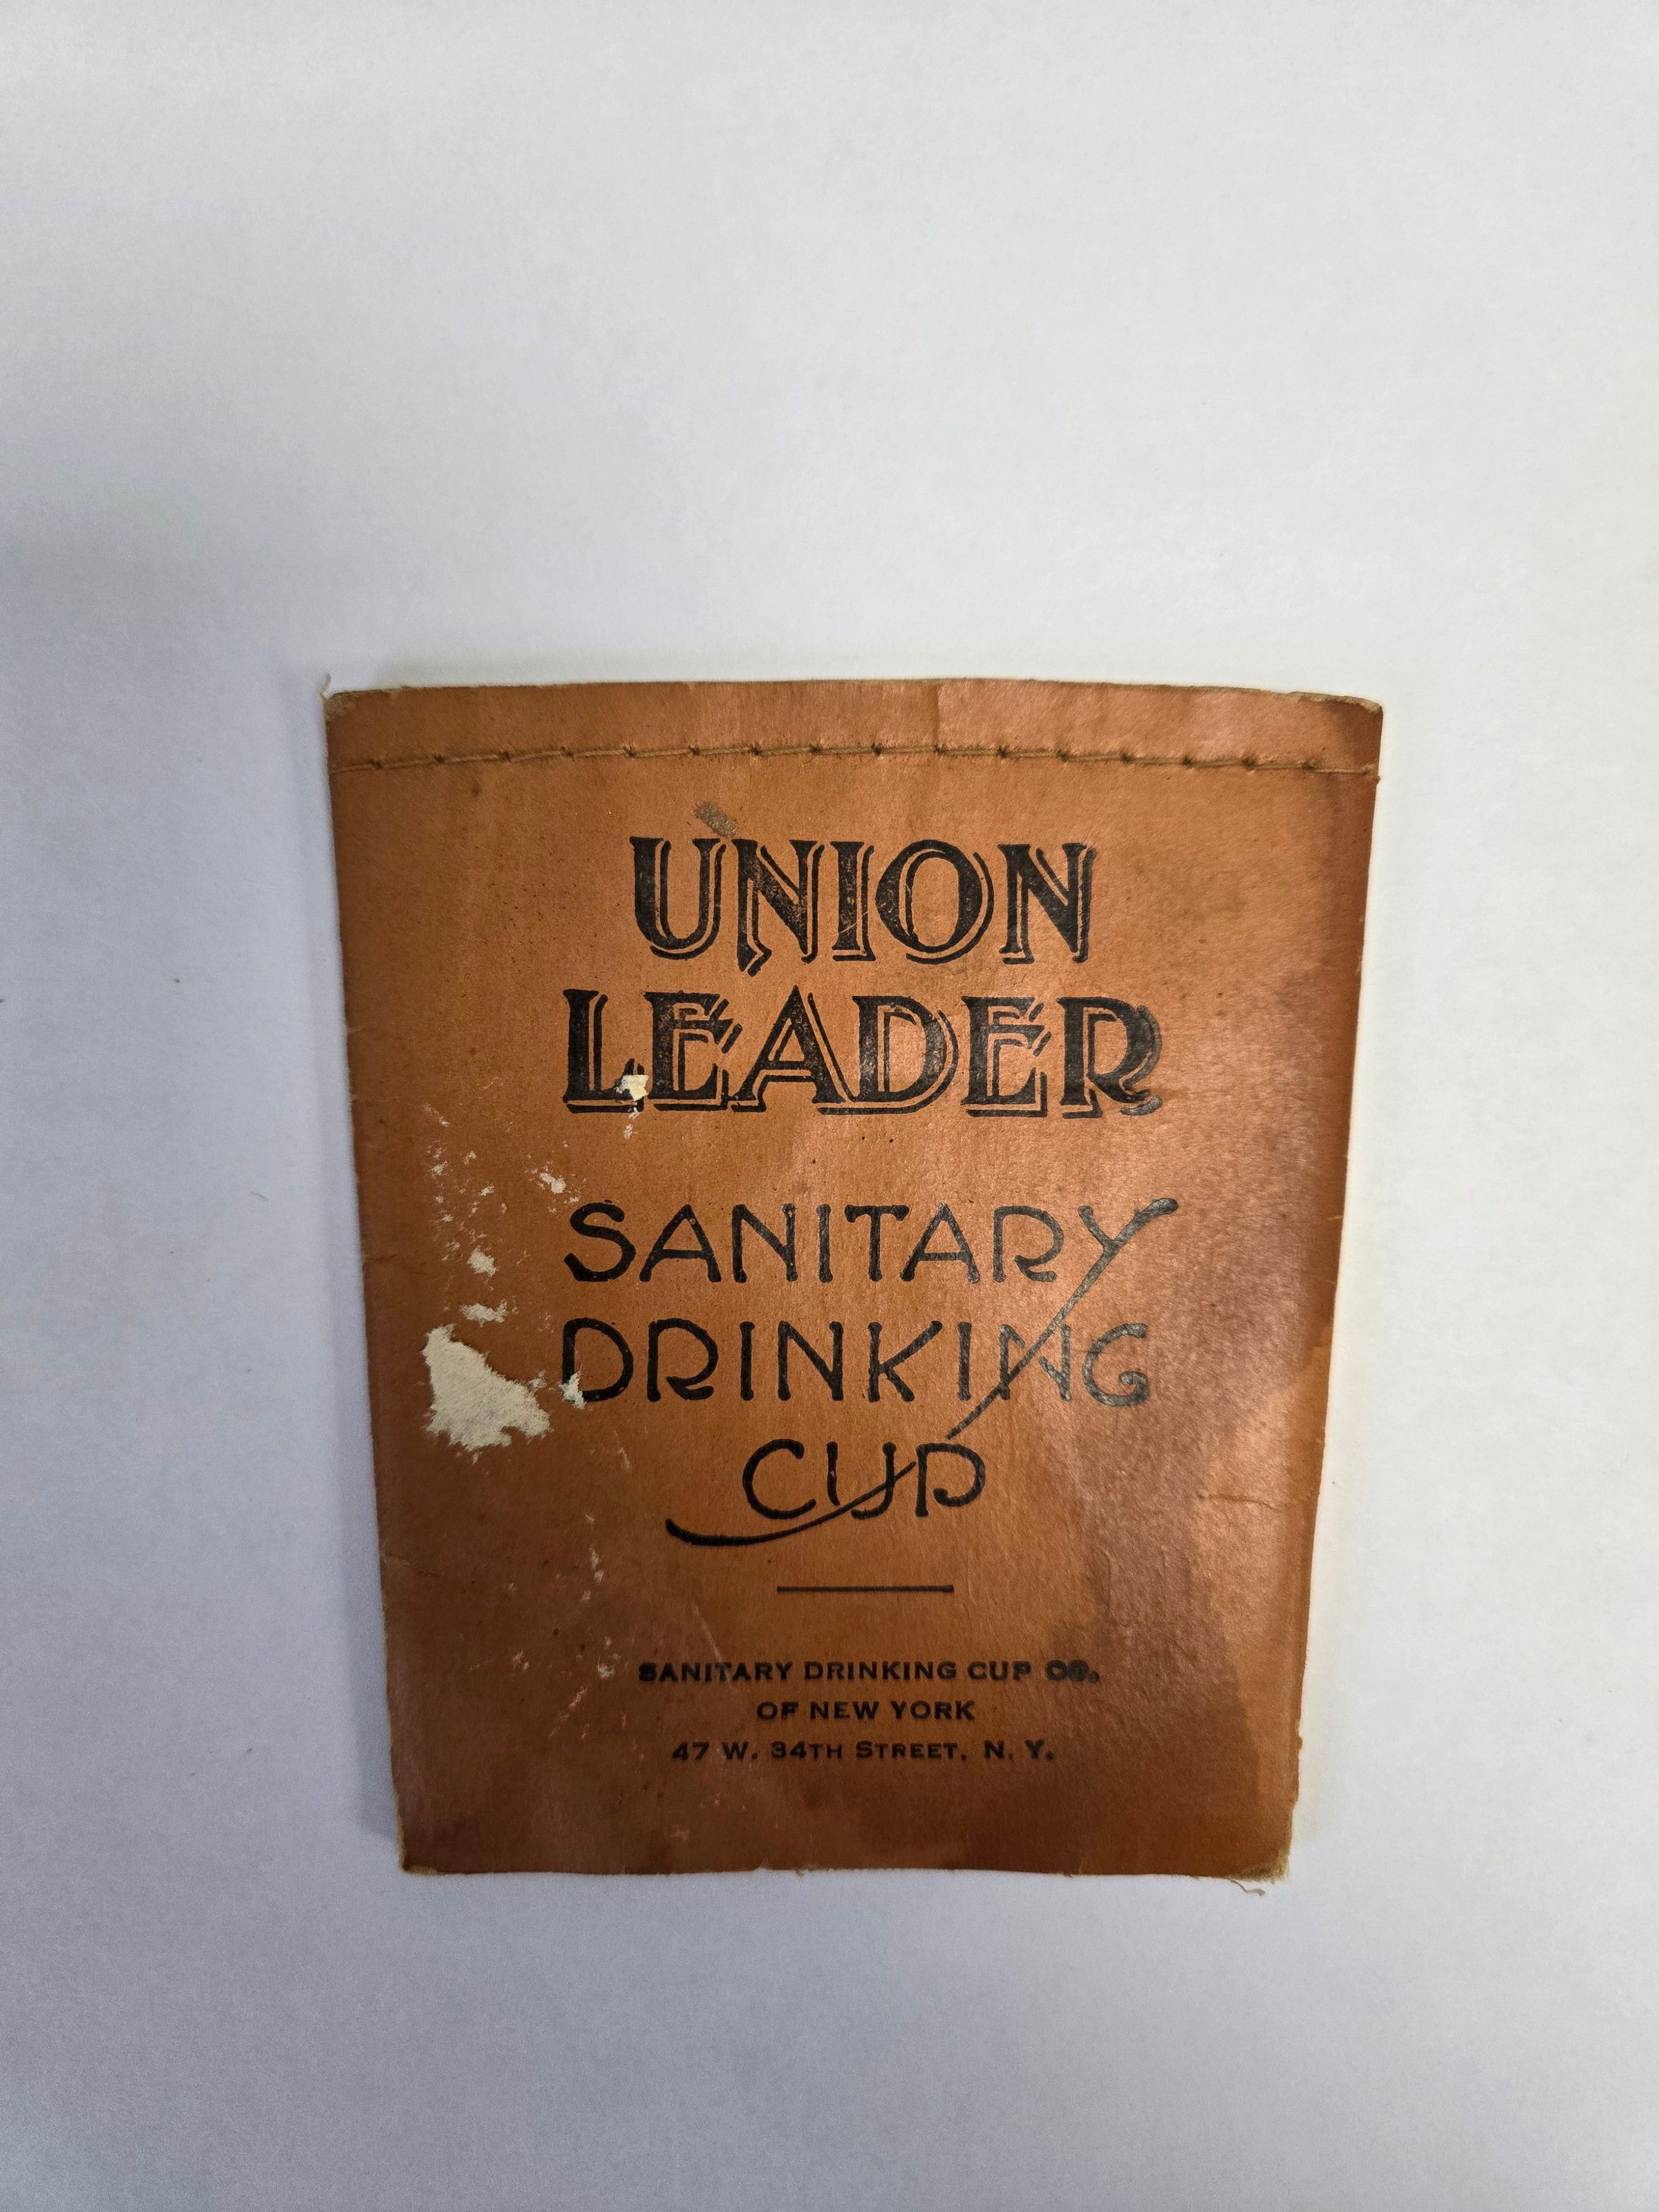 UNION
LEADER
SANITARY
DRINKING
CUP
SANITARY DRINKING CUP CO.
OF NEW YORK
47 W. 34TH STREET, N. Y.